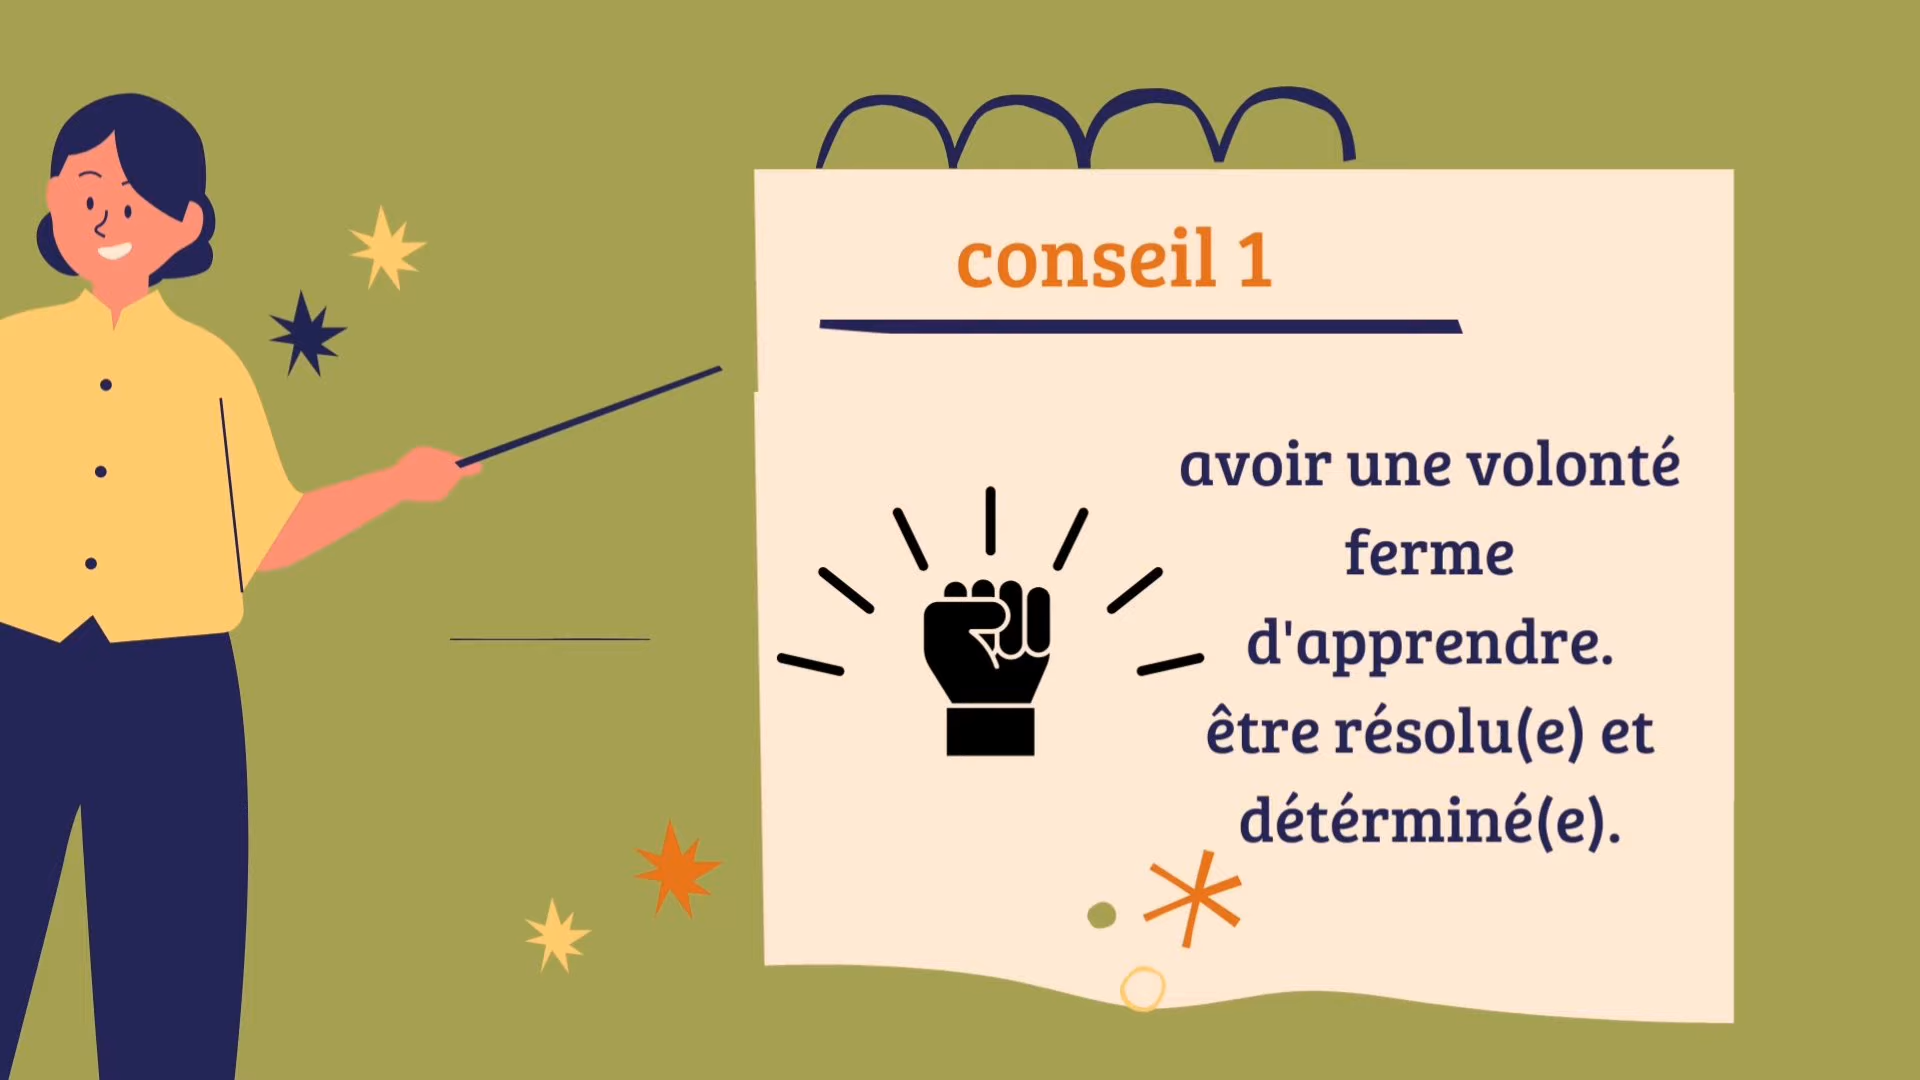 conseil 1
avoir une volonté
ferme
d'apprendre.
être résolu(e) et
détérminé(e).